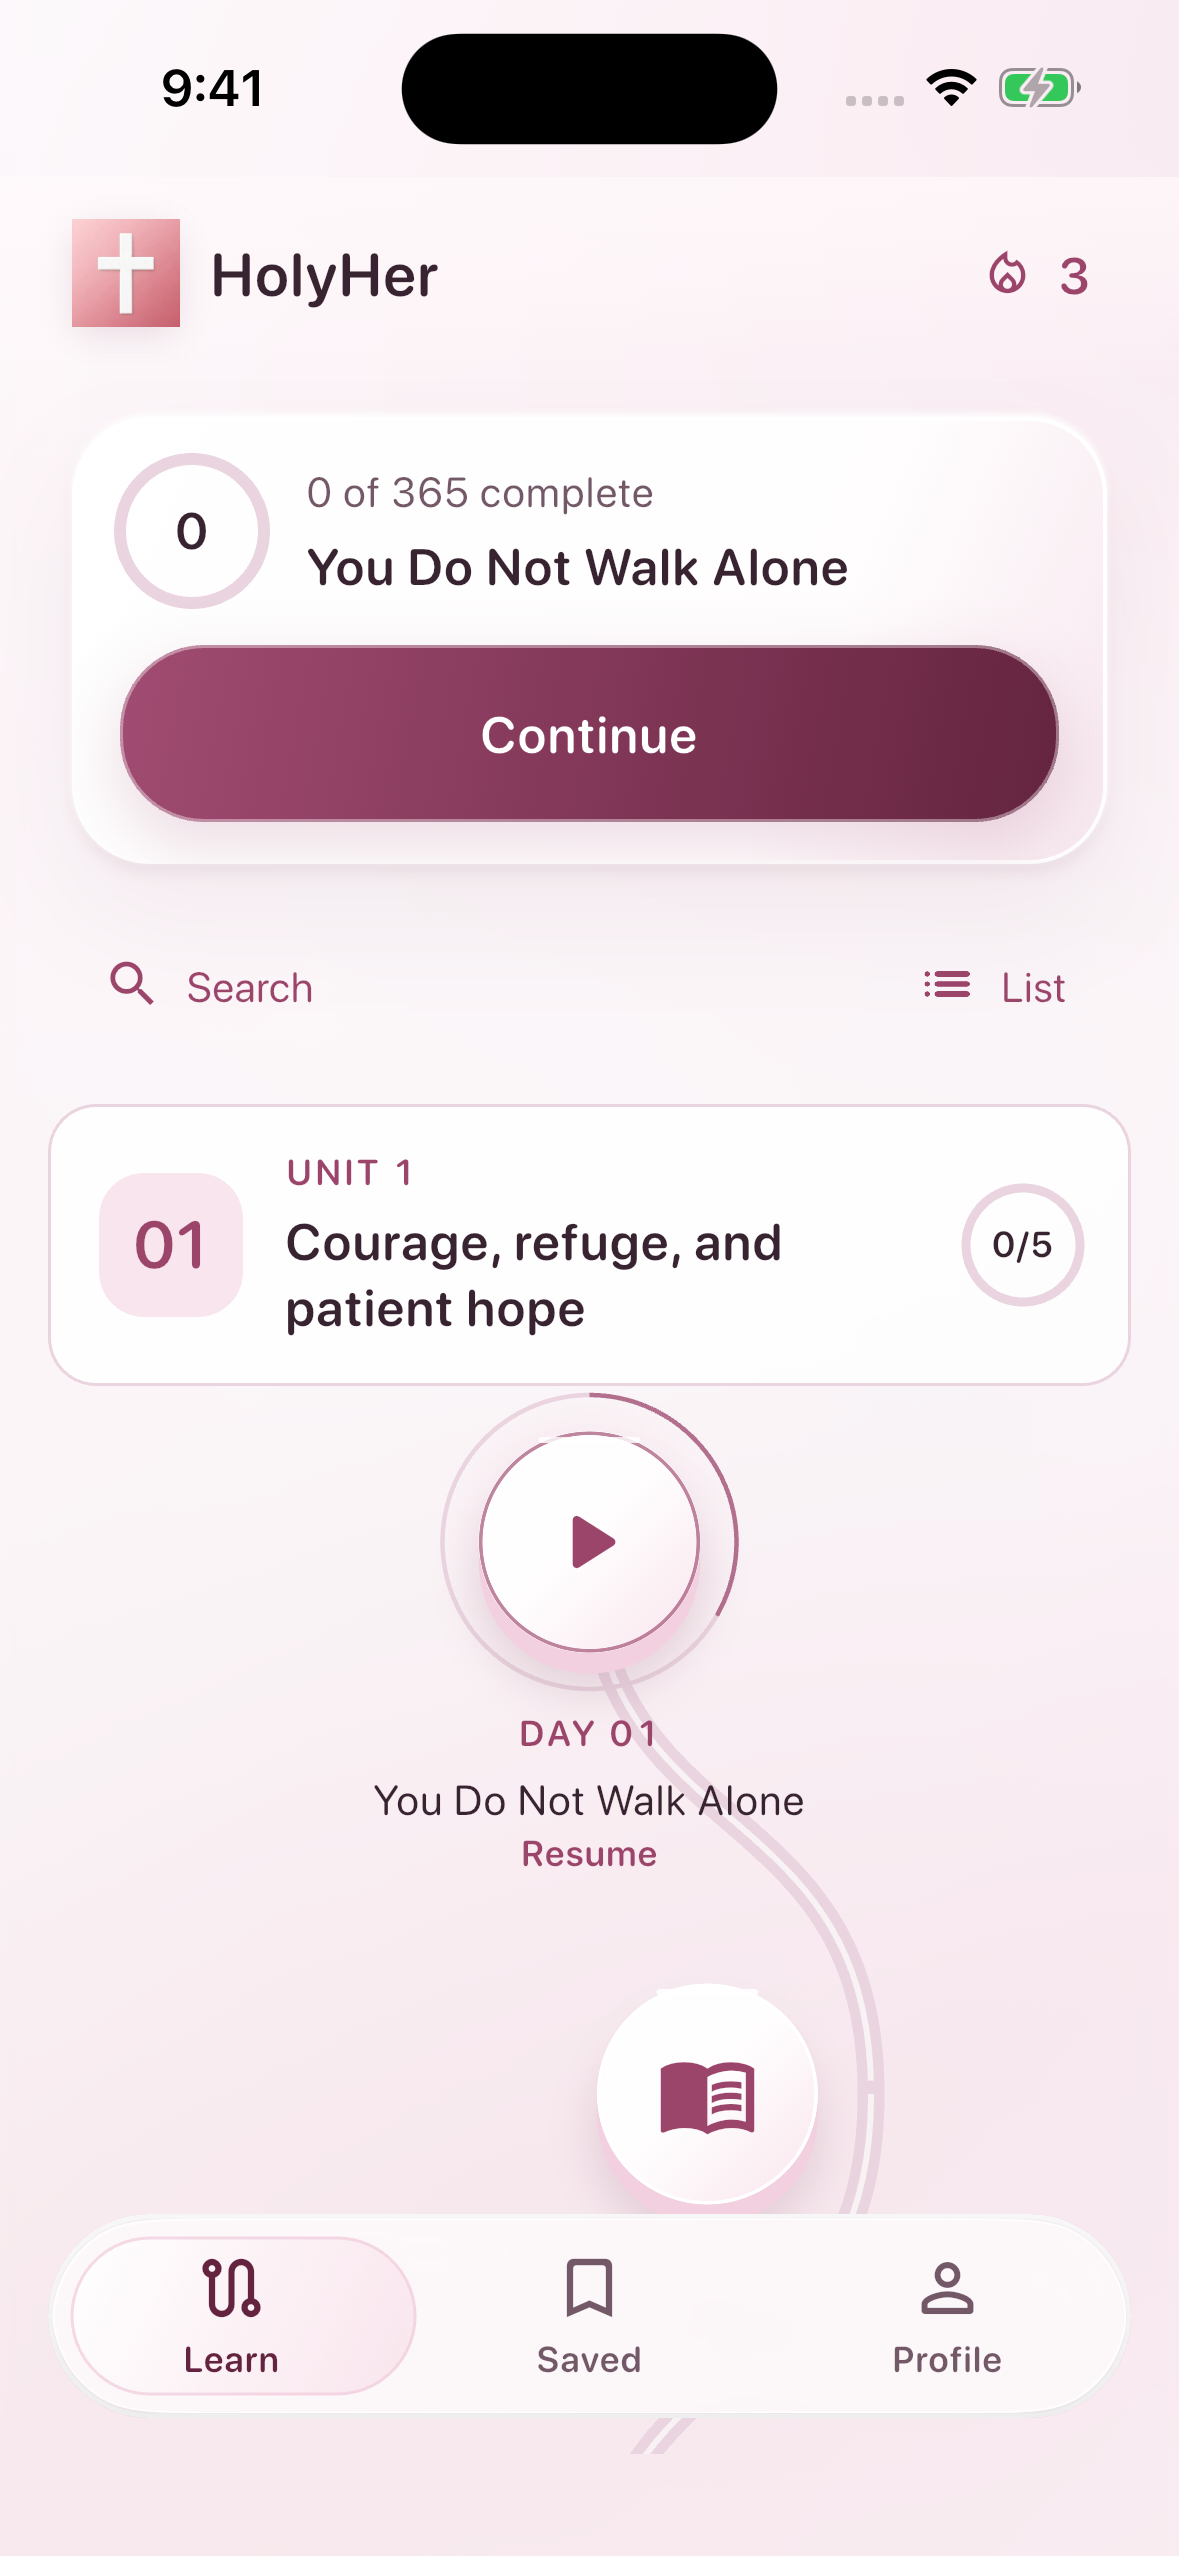 9:41
HolyHer
3
0
0 of 365 complete
You Do Not Walk Alone
Continue
Search
List
UNIT 1
01
Courage, refuge, and
patient hope
0/5
DAY 01
You Do Not Walk Alone
Resume
Learn
Saved
Profile